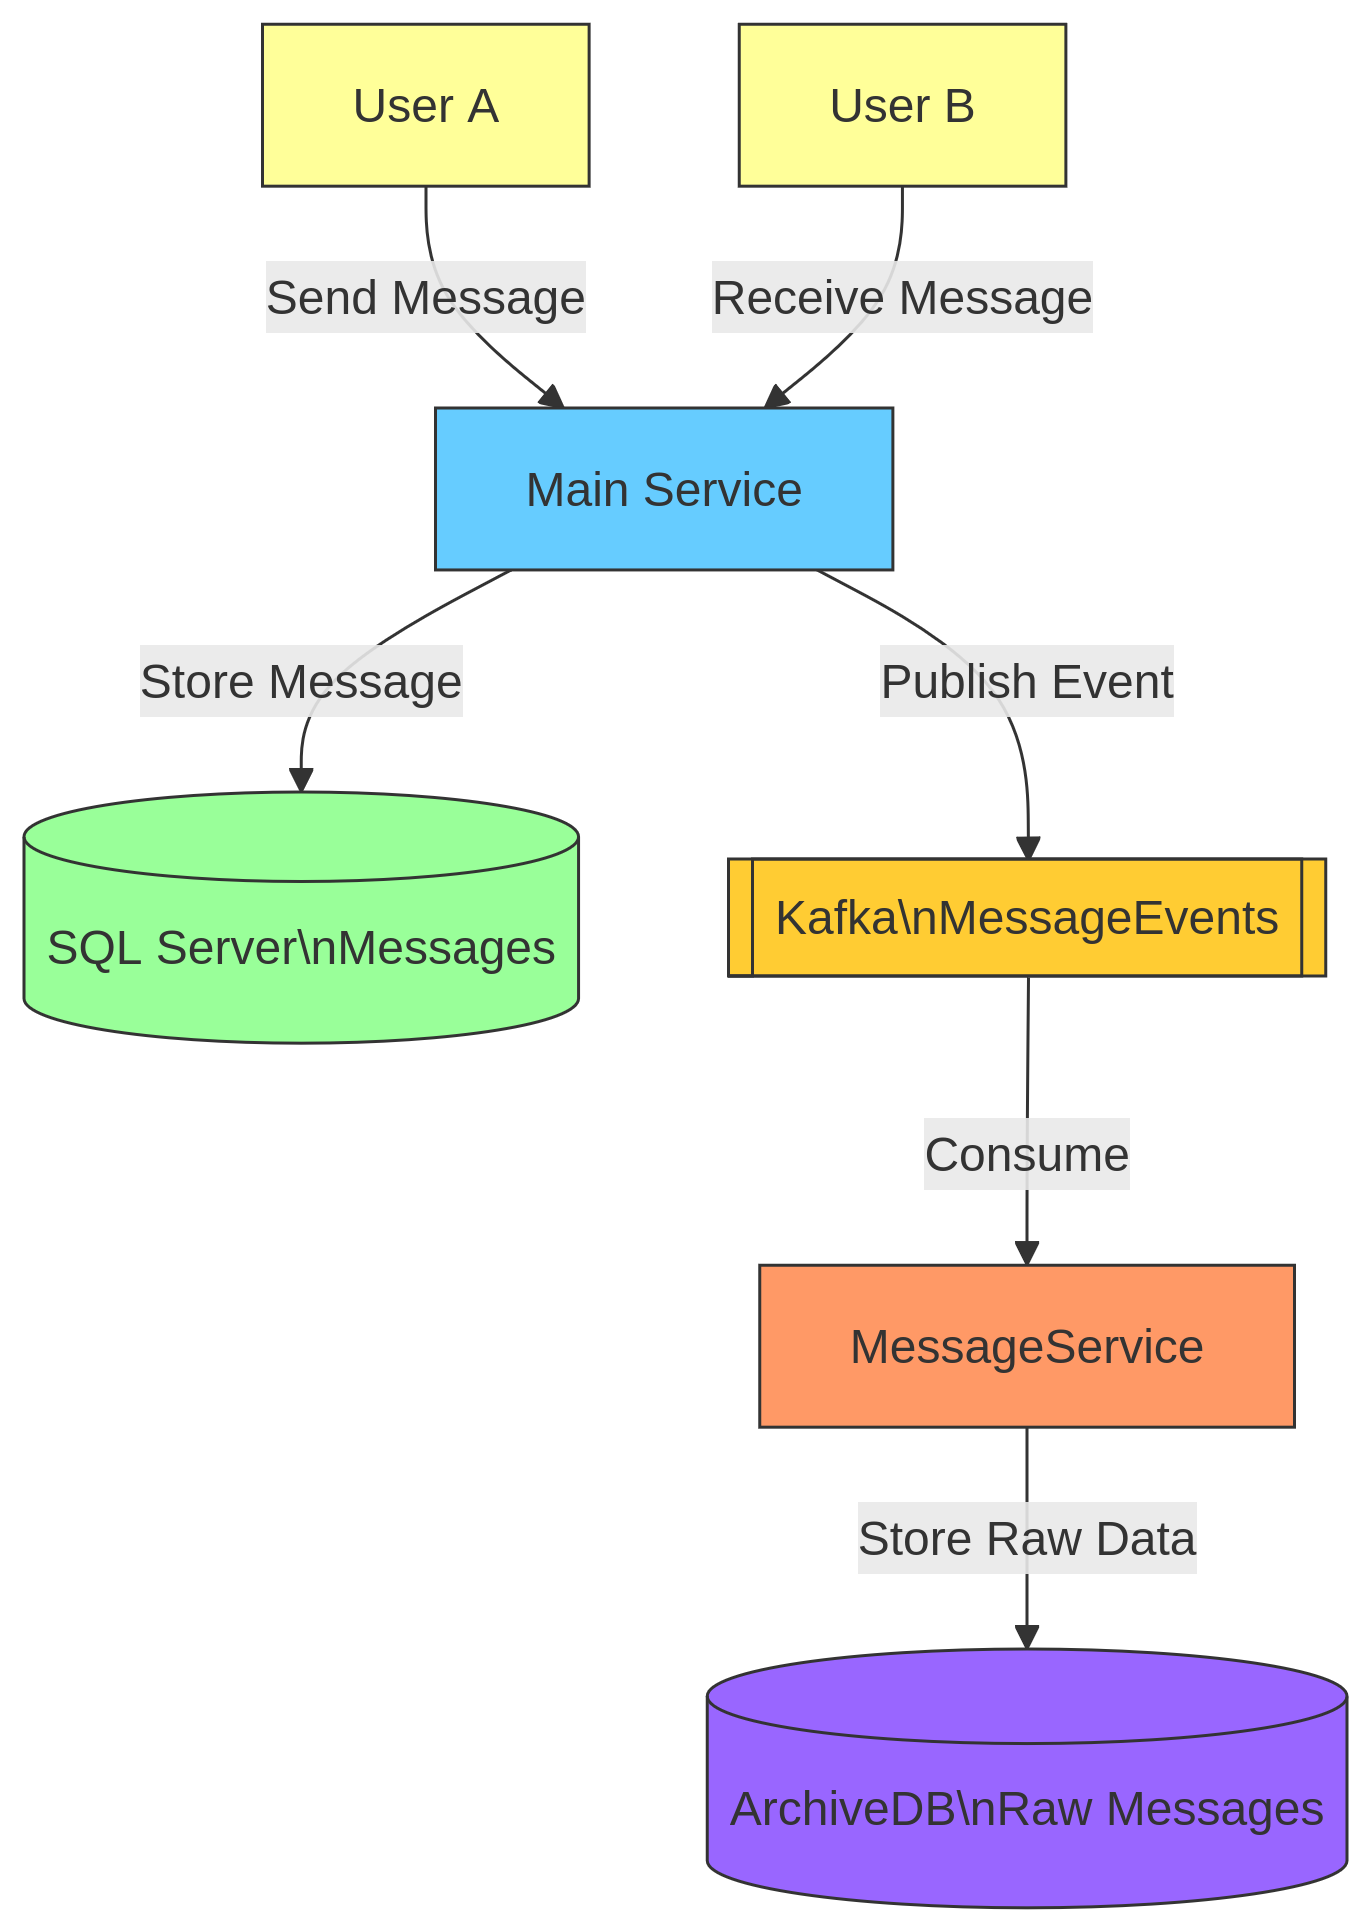 User A
User B
Send Message
Receive Message
Main Service
Store Message
Publish Event
SQL Server\nMessages
Kafka\nMessageEvents
Consume
MessageService
Store Raw Data
ArchiveDB\nRaw Messages